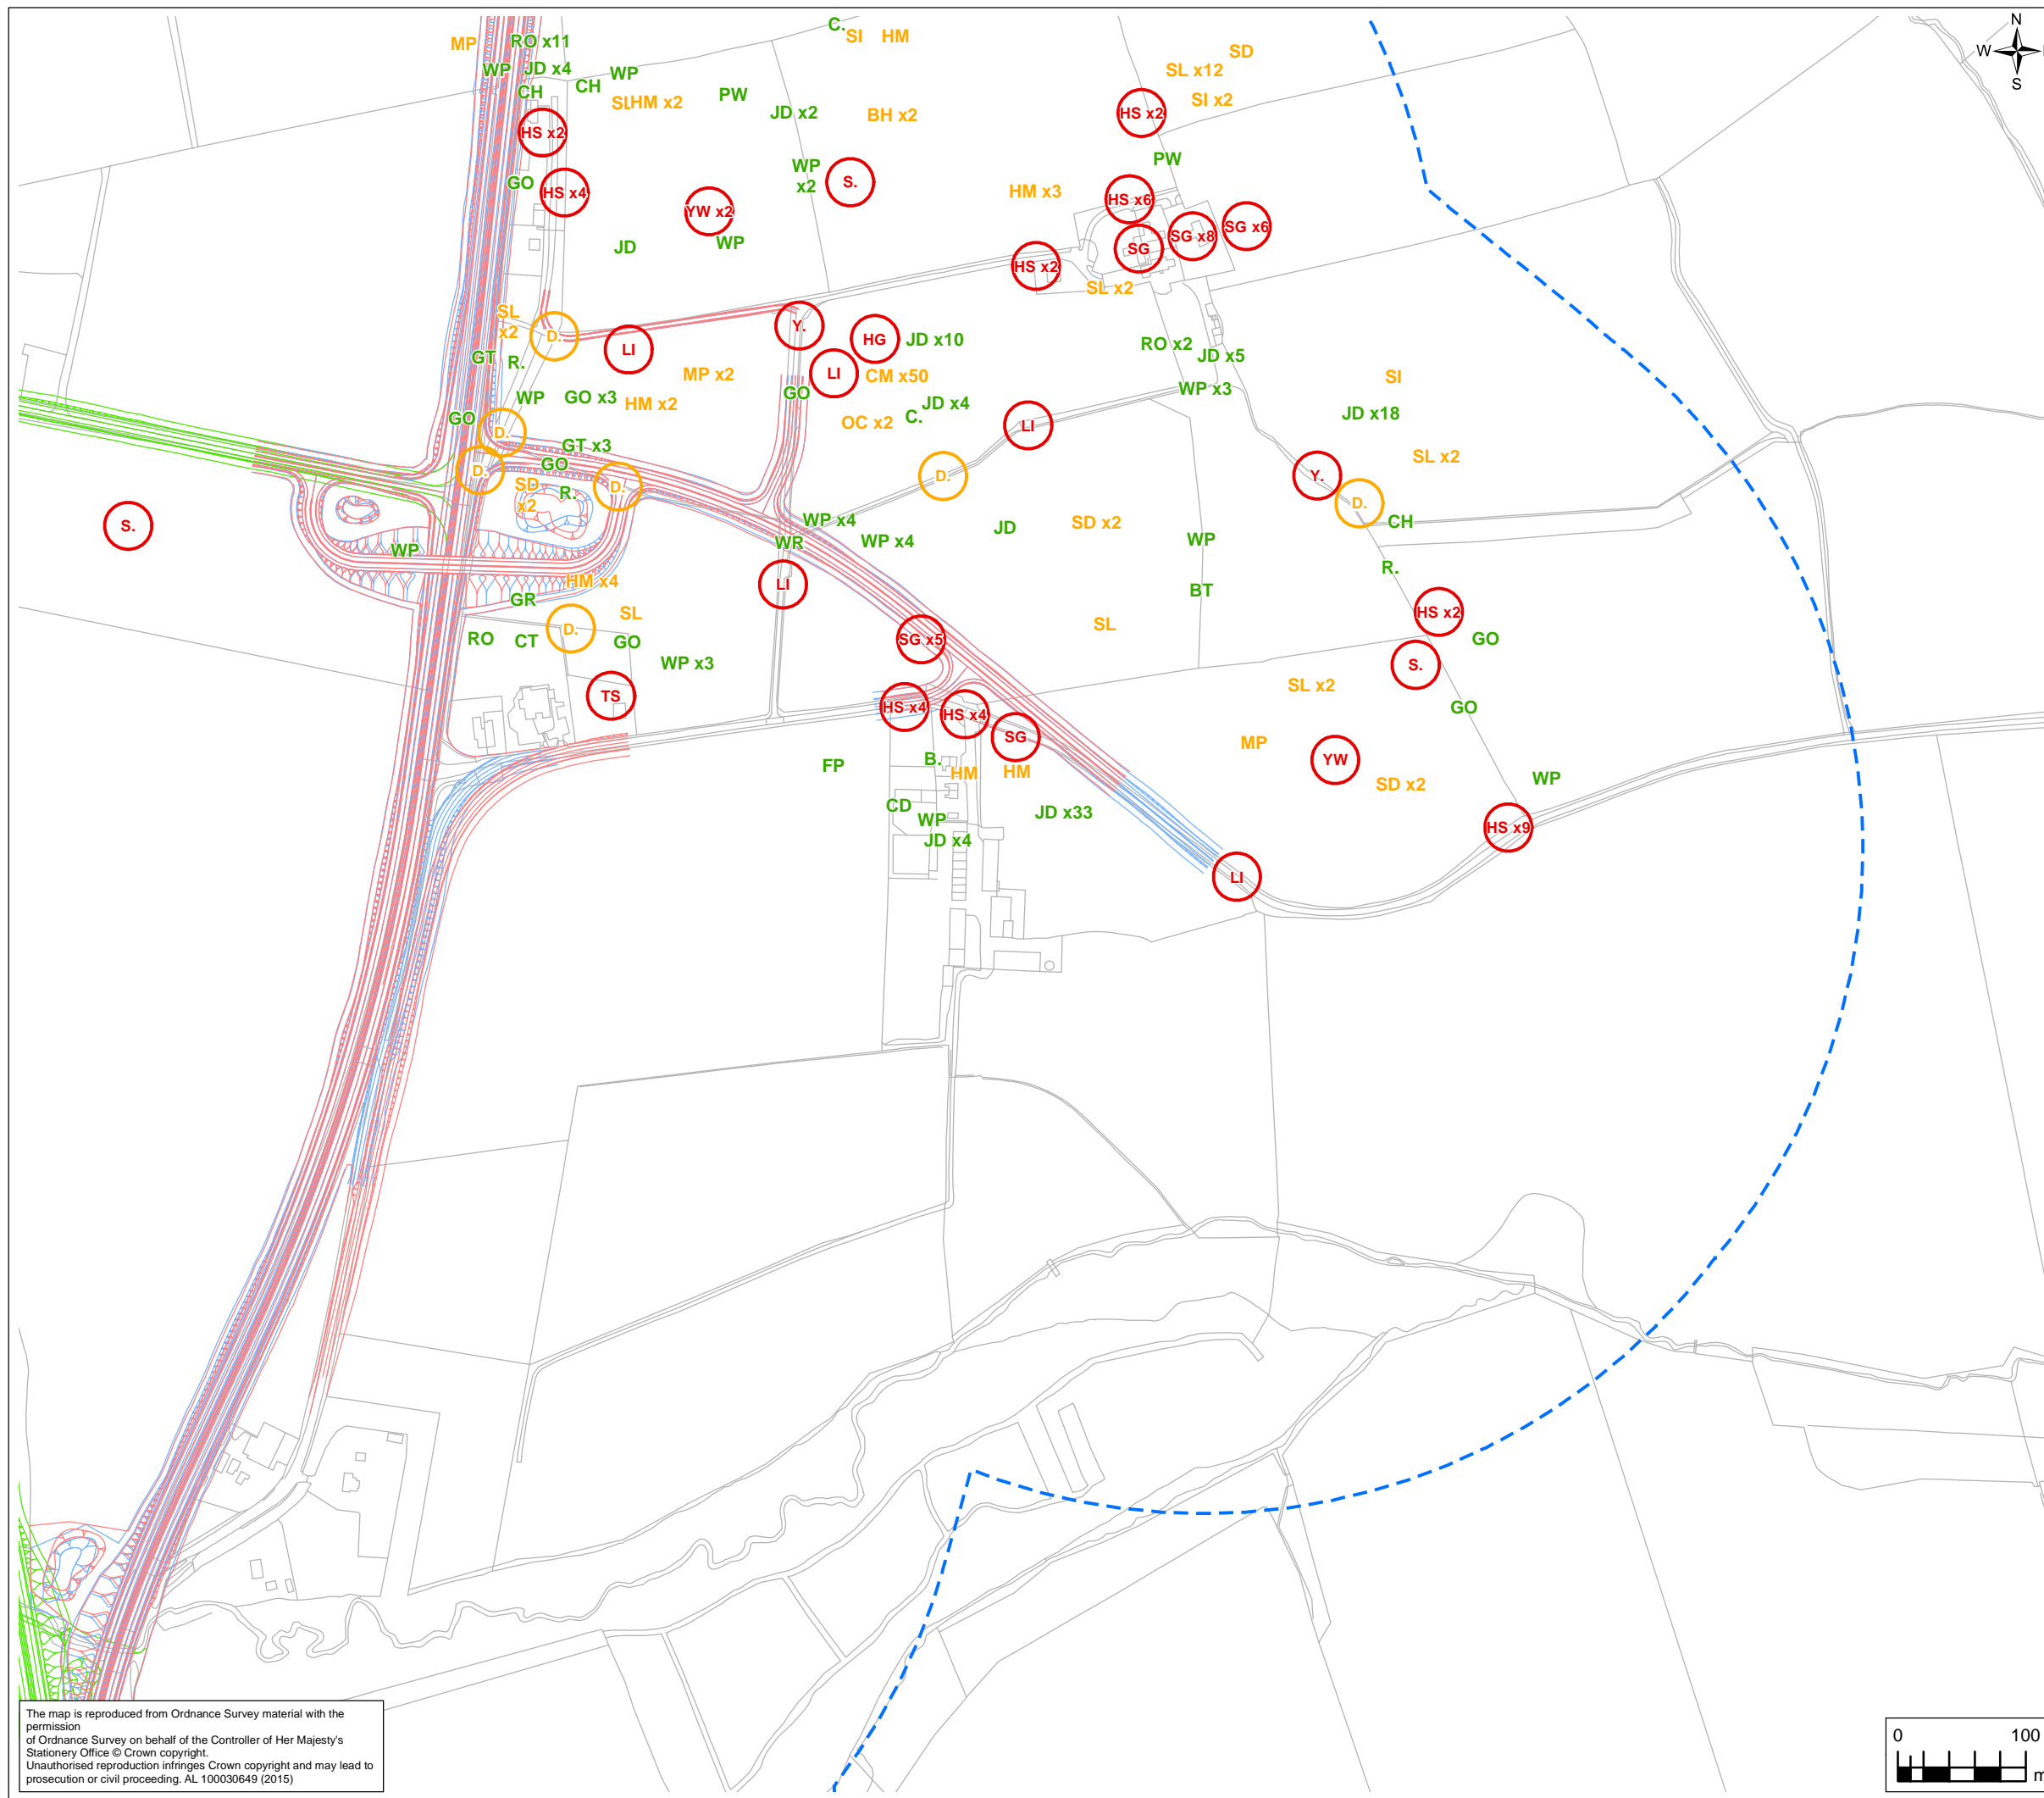 C.
N
MP
RO x11
SI
HM
SD
W
S
WP
JD x4
WP
SL x12
CH
CH
SL
HM x2
PW
SI x2
JD x2
BH x2
HS x2
HS x2
PW
WP
x2
S.
GO
HS x4
HM x3
HS x6
YW x2
JD
WP
SG
SG x8
SG x6
HS x2
SL x2
SL
x2
D.
Y.
LI
HG
JD x10
RO x2
JD x5
GT
R.
MP x2
LI
CM x50
SI
WP
GO x3
HM x2
GO
WP x3
JD x4
C.
OC x2
JD x18
GO
D.
LI
GT x3
SL x2
GO
D.
SD
x2
R.
D.
D.
Y.
D.
S.
WP x4
JD
SD x2
CH
WP
WR
WP x4
WP
R.
HM x4
LI
BT
GR
SL
SL
HS x2
RO
CT
D.
GO
SG x5
GO
WP x3
S.
TS
SL x2
HS x4
HS x4
GO
SG
MP
FP
B.
HM
HM
YW
WP
SD x2
CD
WP
JD x33
JD x4
HS x9
LI
The map is reproduced from Ordnance Survey material with the
permission
of Ordnance Survey on behalf of the Controller of Her Majesty's
Stationery Office © Crown copyright.
Unauthorised reproduction infringes Crown copyright and may lead to
prosecution or civil proceeding. AL 100030649 (2015)
0
100
m